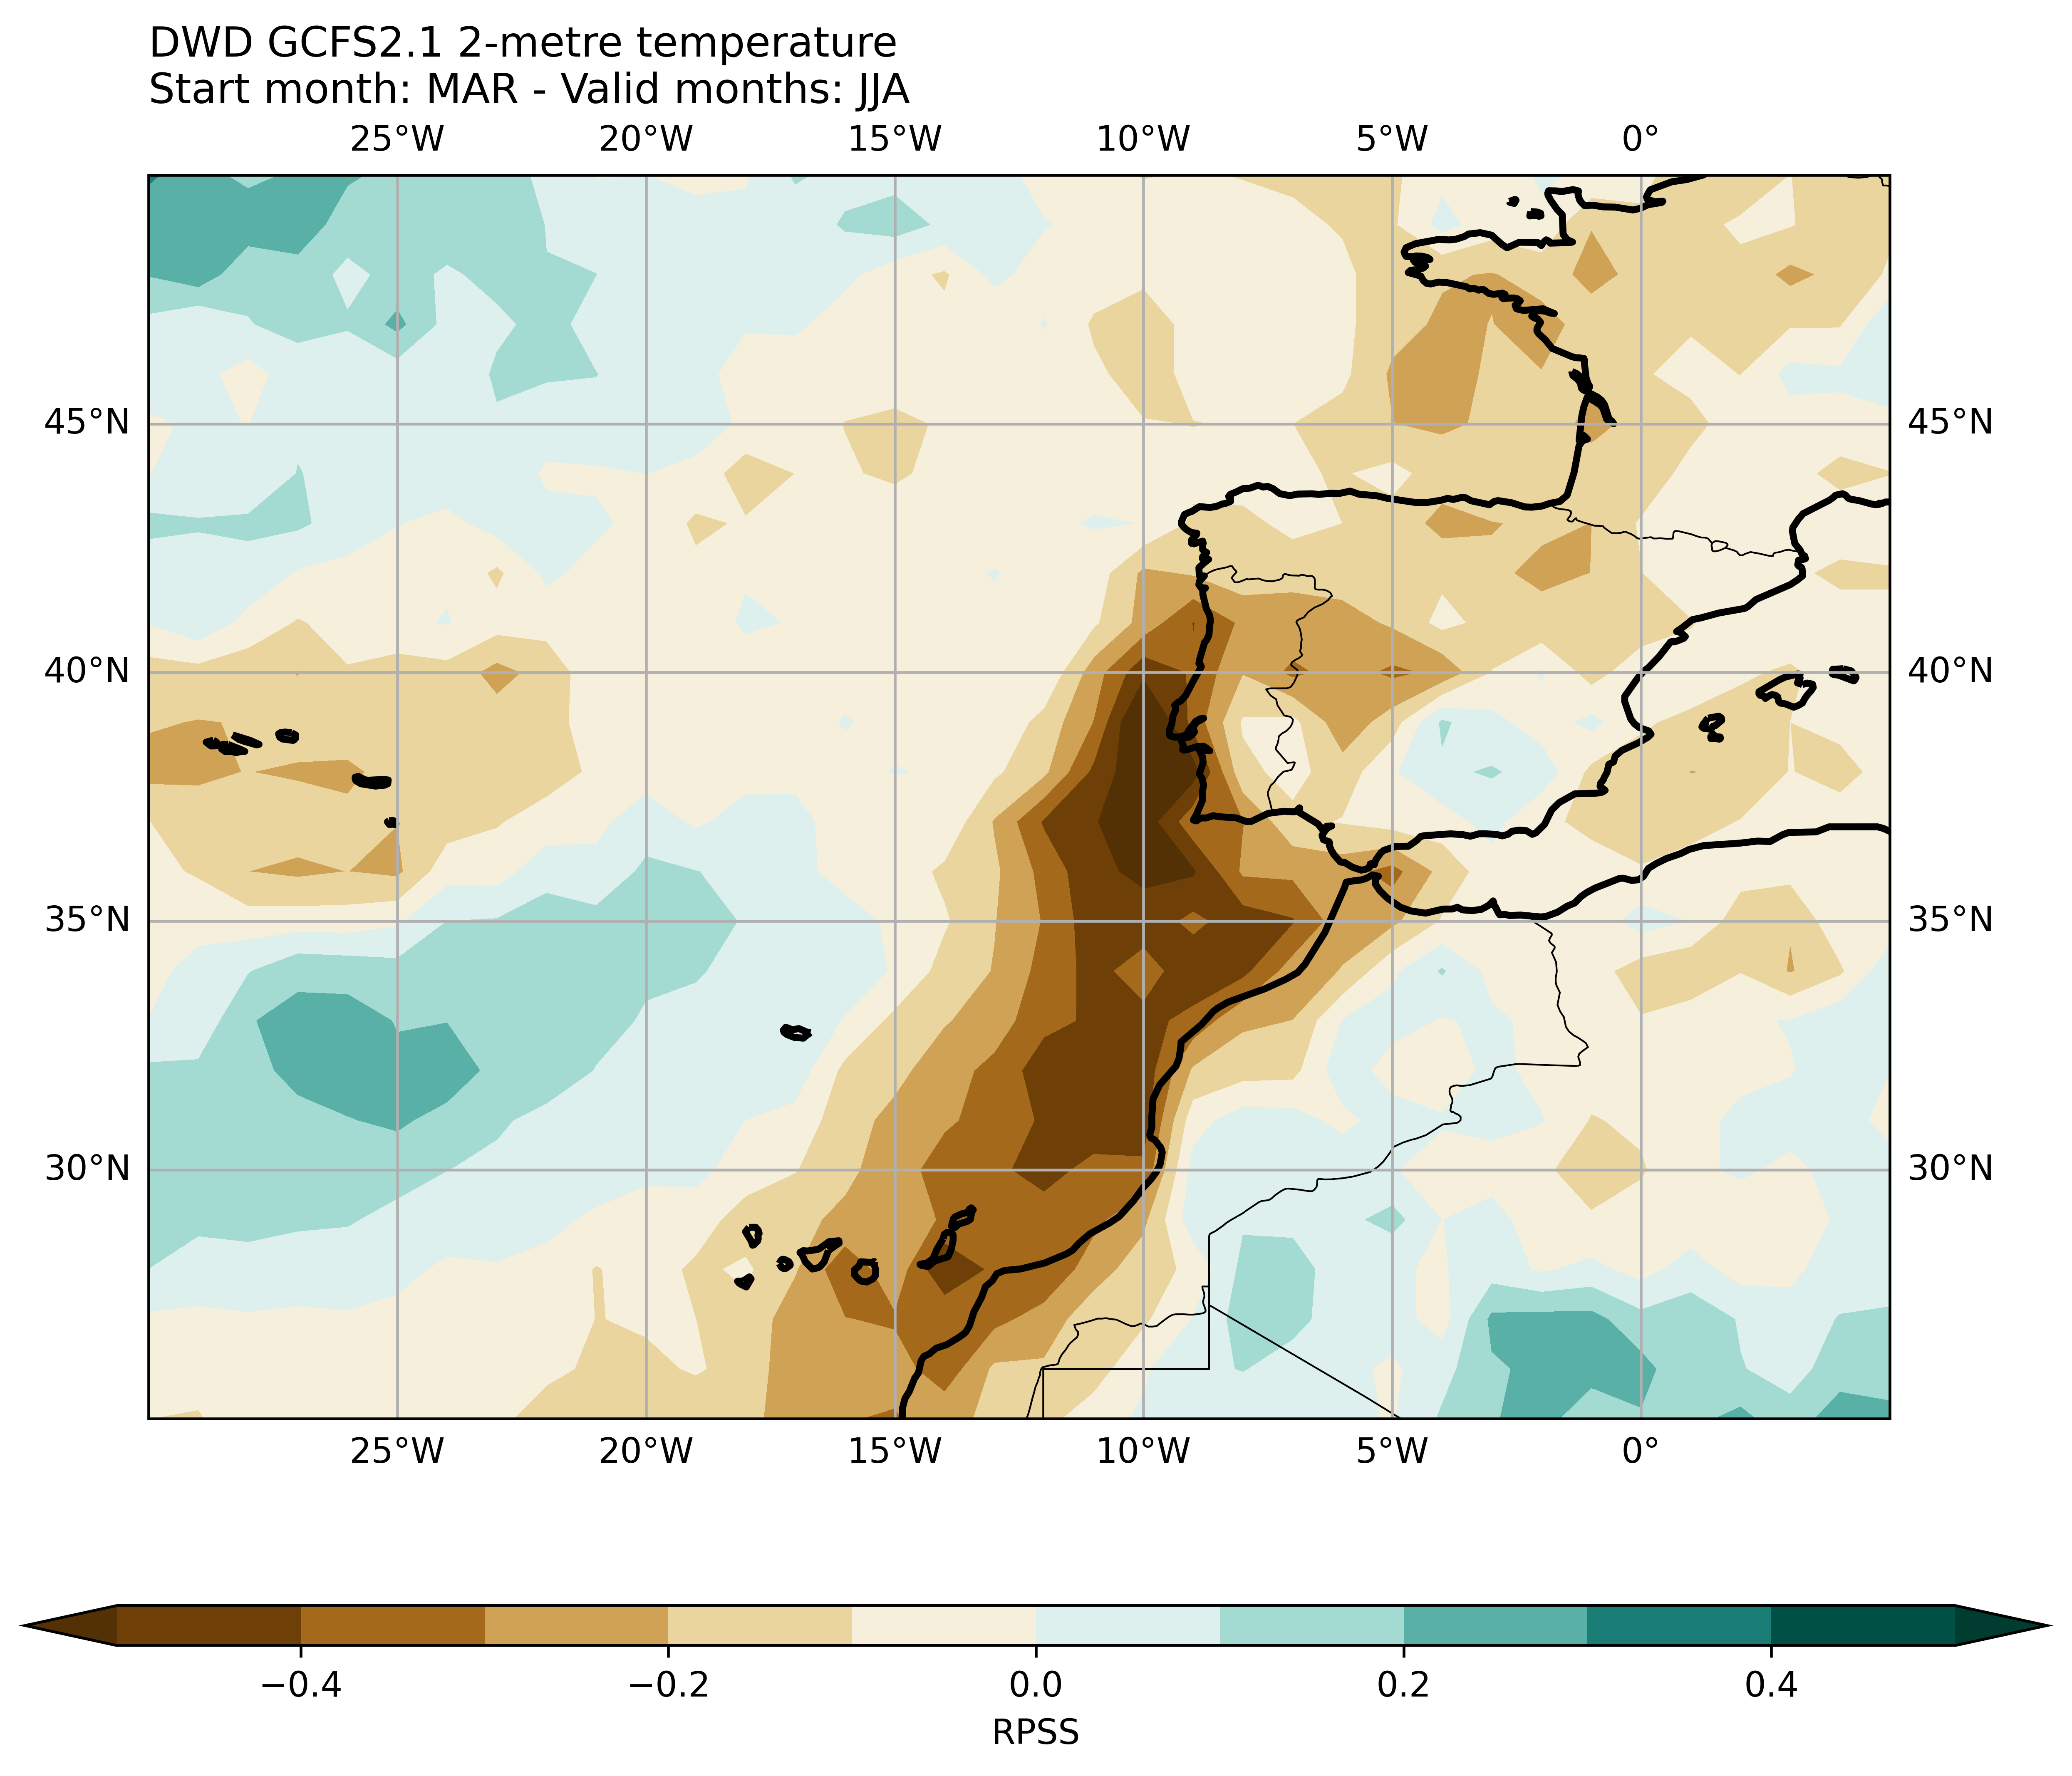 DWD GCFS2.1 2-metre temperature
Start month: MAR - Valid months: JJA
25°W 20°W 15°W 10°W 5°W 0°
45°N 45°N
40°N 40°N
35°N 35°N
30°N 30°N
25°W 20°W 15°W 10°W 5°W 0°
−0.4 −0.2 0.0 0.2 0.4
RPSS